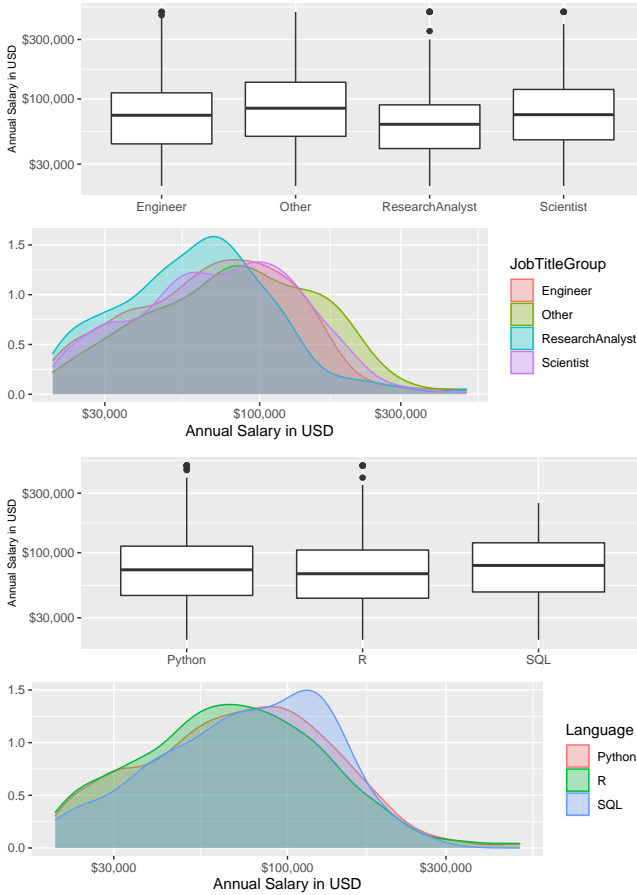 Annual Salary in USD
$300,000
$100,000
$30,000
Engineer Other ResearchAnalyst Scientist
1.5
1.0
0.5
0.0
$30,000 $100,000 $300,000
Annual Salary in USD
JobTitleGroup
Engineer
Other
ResearchAnalyst
Scientist
Annual Salary in USD
$300,000
$100,000
$30,000
Python R SQL
1.5
1.0
0.5
0.0
$30,000 $100,000 $300,000
Annual Salary in USD
Language
Python
R
SQL